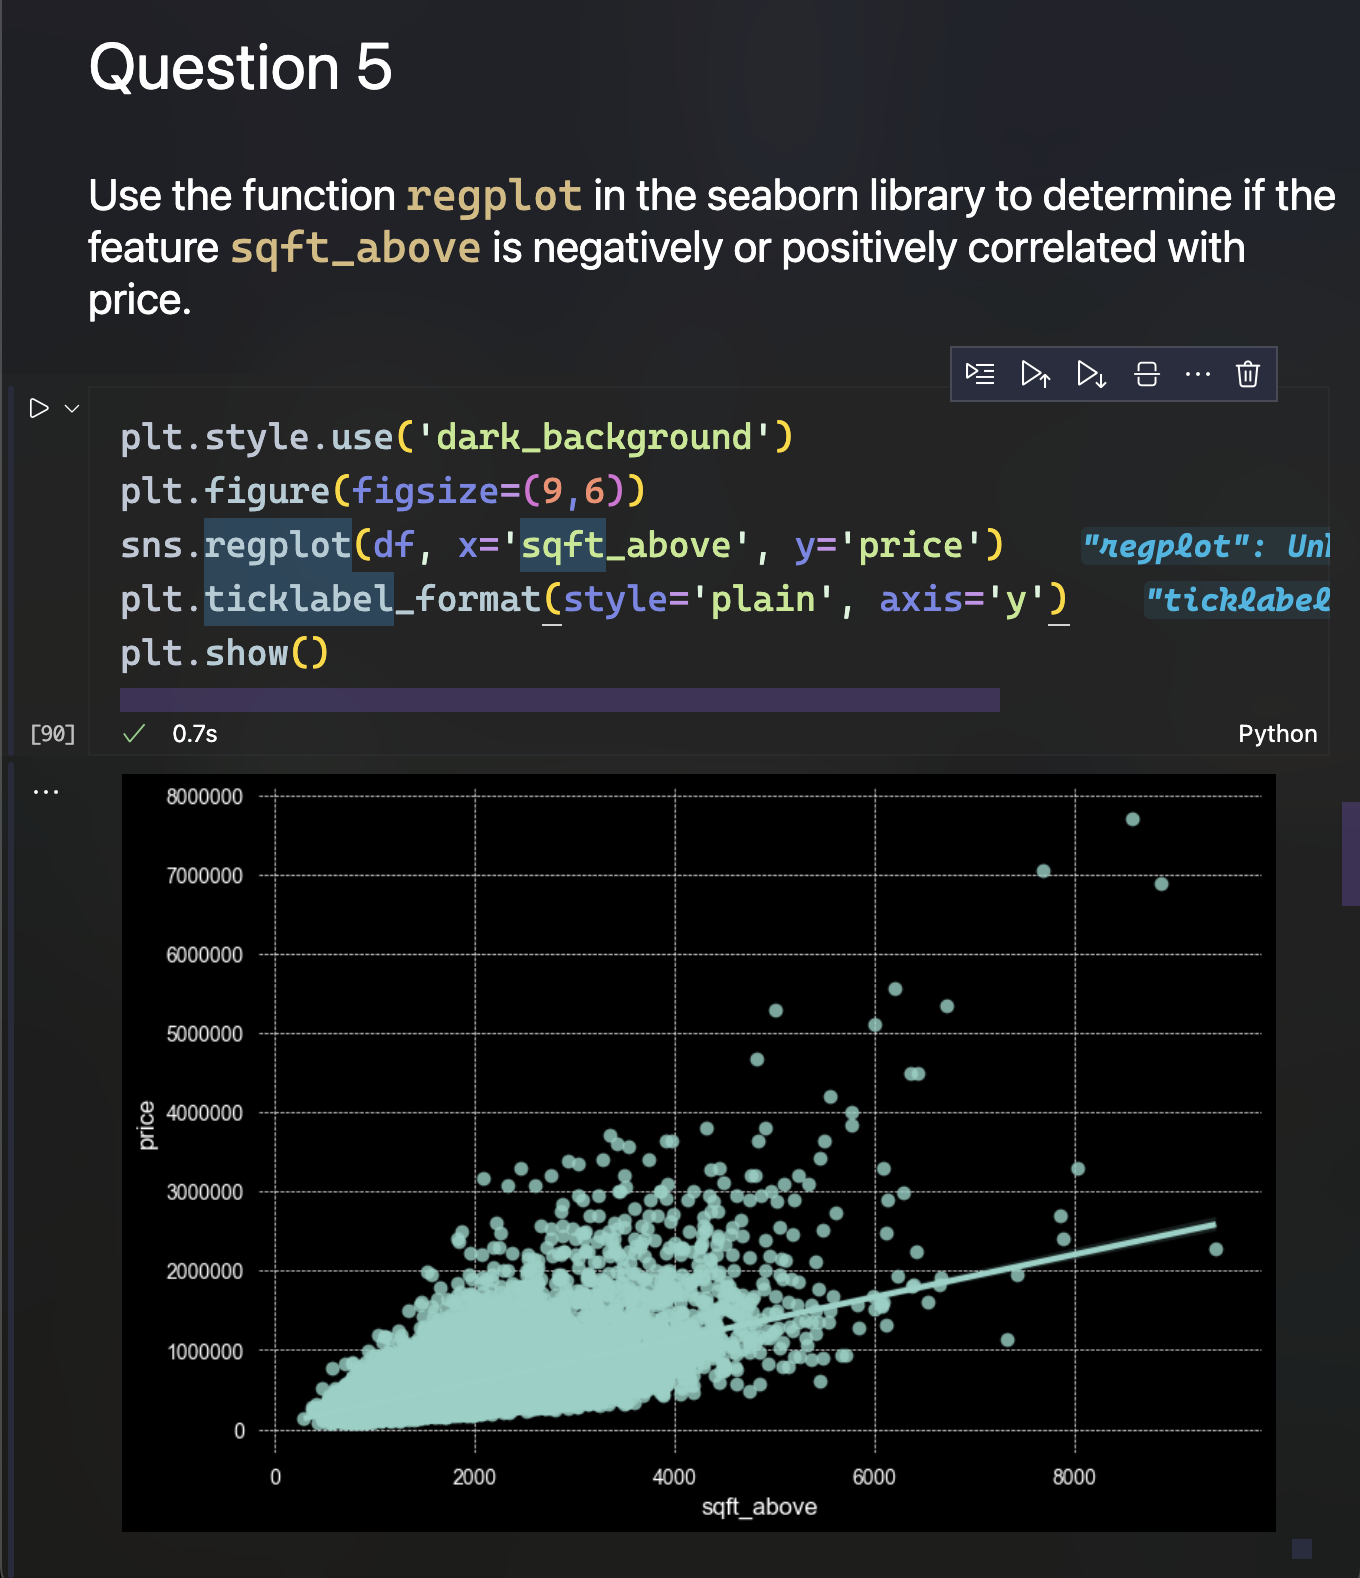 Question 5
Use the function regplot in the seaborn library to determine if the
feature sqft_above is negatively or positively correlated with
price.
plt.style.use('dark_background')
plt.figure(figsize=(9,6))
sns.regplot(df, x='sqft_above', y='price') "regplot":
plt.ticklabel_format(style='plain', axis='y') "ticklabel
plt.show()
[90] 0.7s Python
8000000
7000000
6000000
5000000
4000000
3000000
2000000
1000000
0
price
0 2000 4000 6000 8000
sqft_above